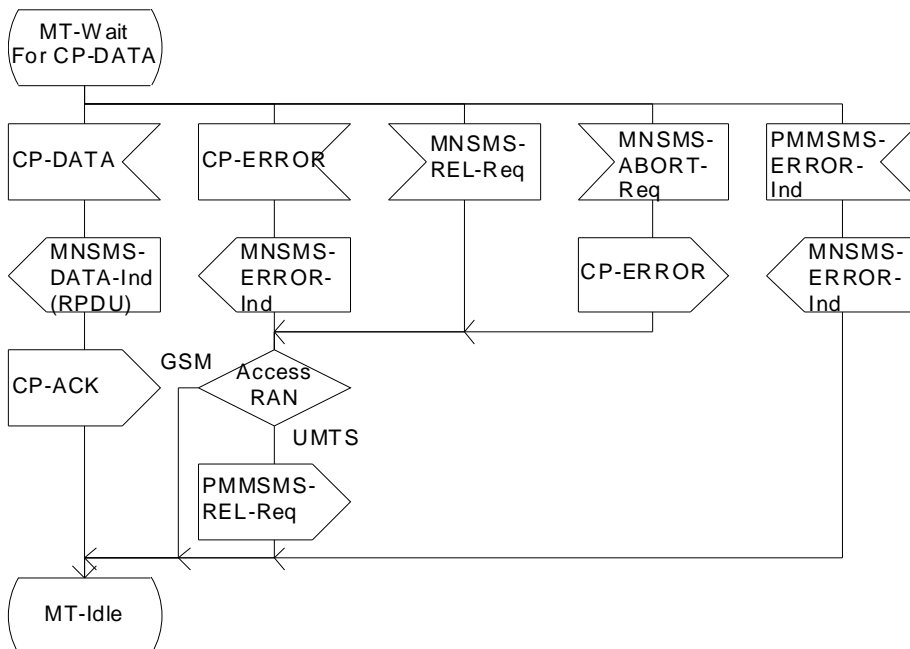 MT-Wait
For CP-DATA
CP-DATA
CP-ERROR
MNSMS-
REL-Req
MNSMS-
ABORT-
Req
PMMSMS-
ERROR-
Ind
MNSMS-
DATA-Ind
(RPDU)
MNSMS-
ERROR-
Ind
CP-ERROR
MNSMS-
ERROR-
Ind
CP-ACK
GSM
Access
RAN
UMTS
PMMSMS-
REL-Req
MT-Idle